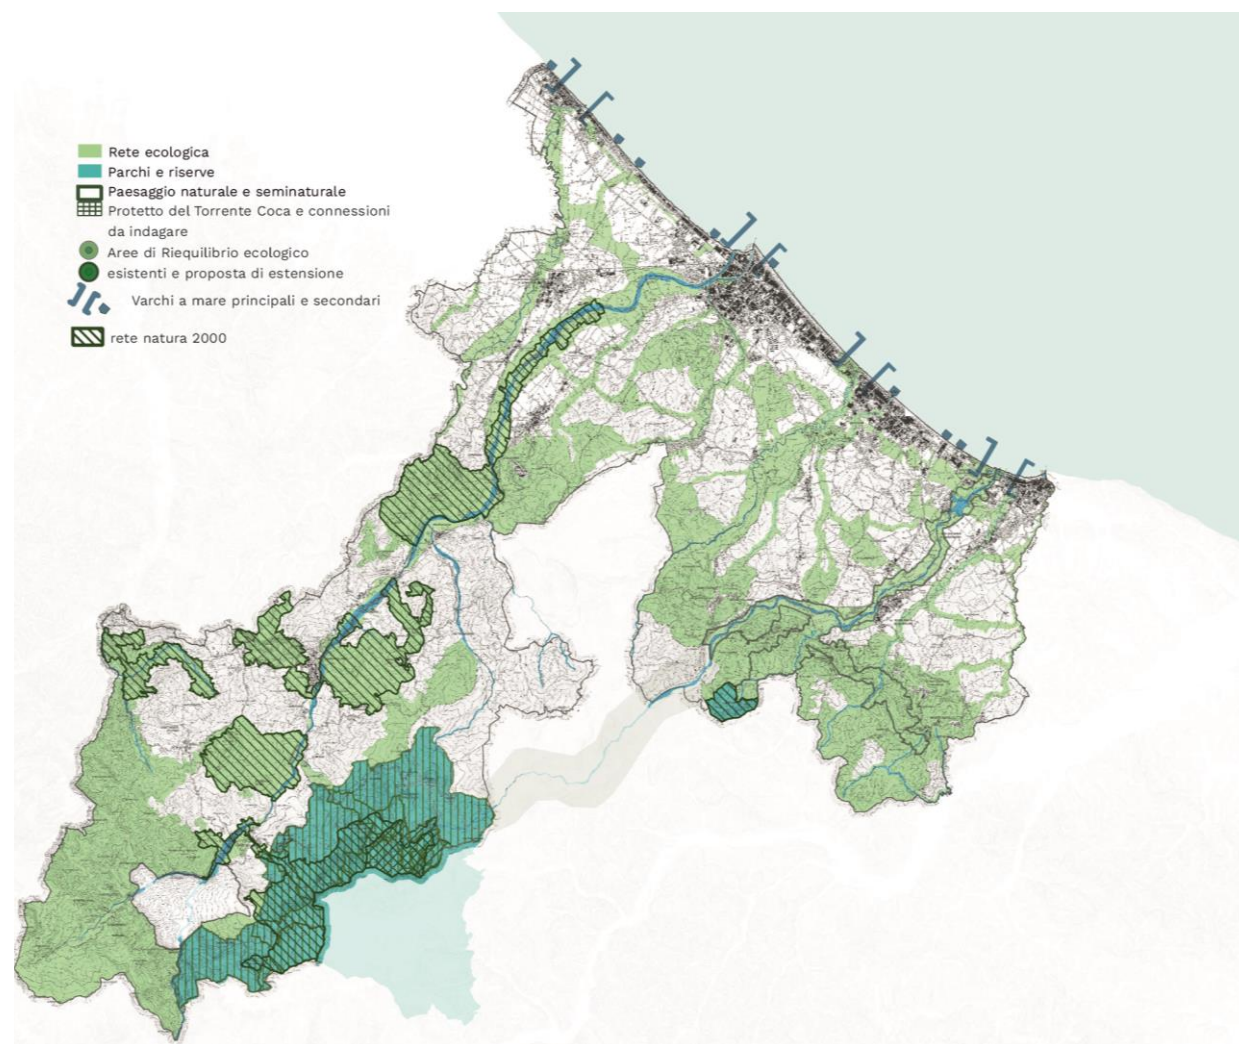 Rete ecologica
Parchi e riserve
Paesaggio naturale e seminaturale
Protetto del Torrente Coca e connessioni
da indagare
Aree di Riequilibrio ecologico
esistenti e proposta di estensione
Varchi a mare principali e secondari
rete natura 2000